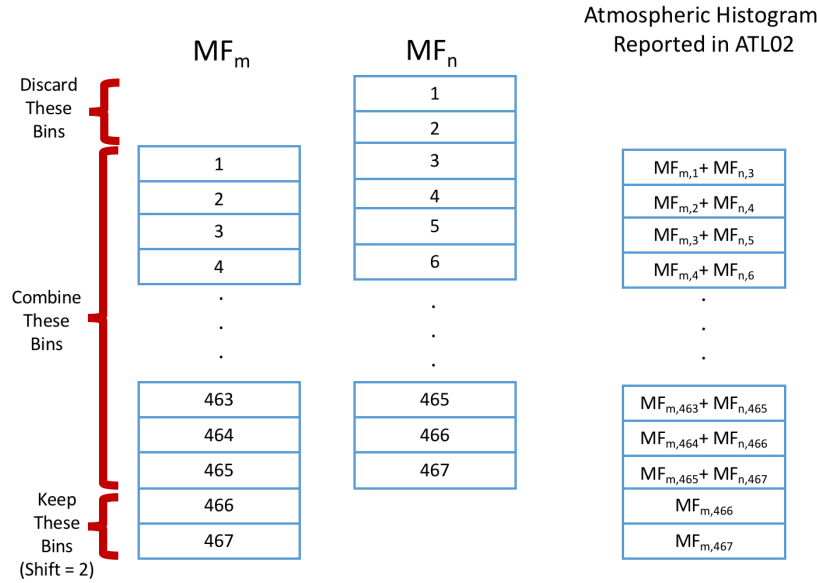 Atmospheric Histogram
Reported in ATL02
MFm
MFn
Discard
These
Bins
1
2
3
4
5
6
1
2
3
4
MFm,1+ MFn,3
MFm,2+ MFn,4
MFm,3+ MFn,5
MFm,4+ MFn,6
.
.
.
.
.
.
.
.
.
Combine
These
Bins
463
464
465
466
467
465
466
467
MFm,463+ MFn,465
MFm,464+ MFn,466
MFm,465+ MFn,467
MFm,466
MFm,467
Keep
These
Bins
(Shift = 2)